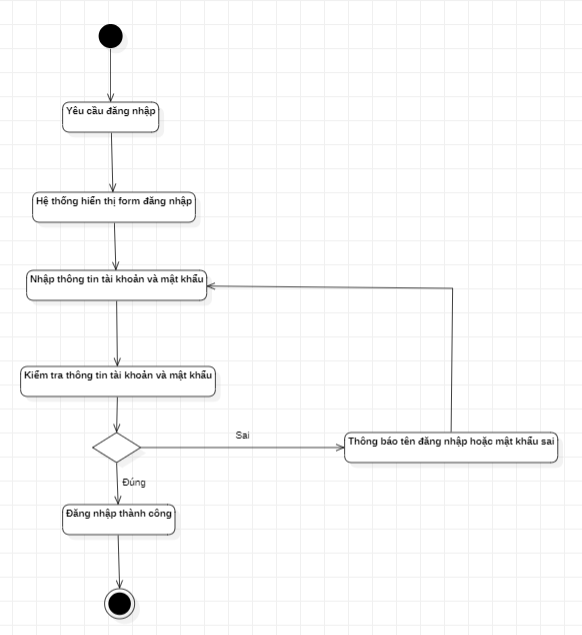 Yêu cầu đăng nhập
Hệ thống hiển thị form đăng nhập
Nhập thông tin tài khoản và mật khẩu
Kiểm tra thông tin tài khoản và mật khẩu
Sai
Thông báo tên đăng nhập hoặc mật khẩu sai
Đúng
Đăng nhập thành công